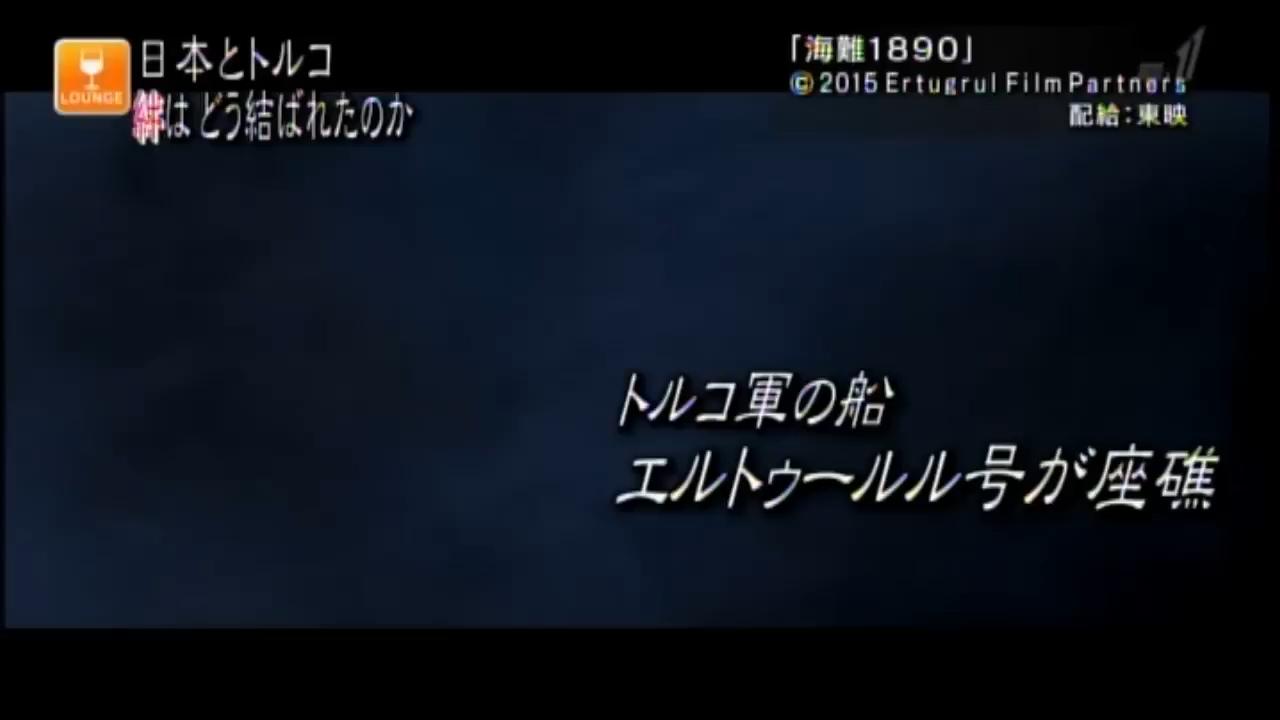 LOUNGE
日本とトルコ
絆は どう結ばれたのか
「海難1890」
© 2015 Ertugrul Film Partners
配給：東映
トルコ軍の船
エルトゥールル号が座礁